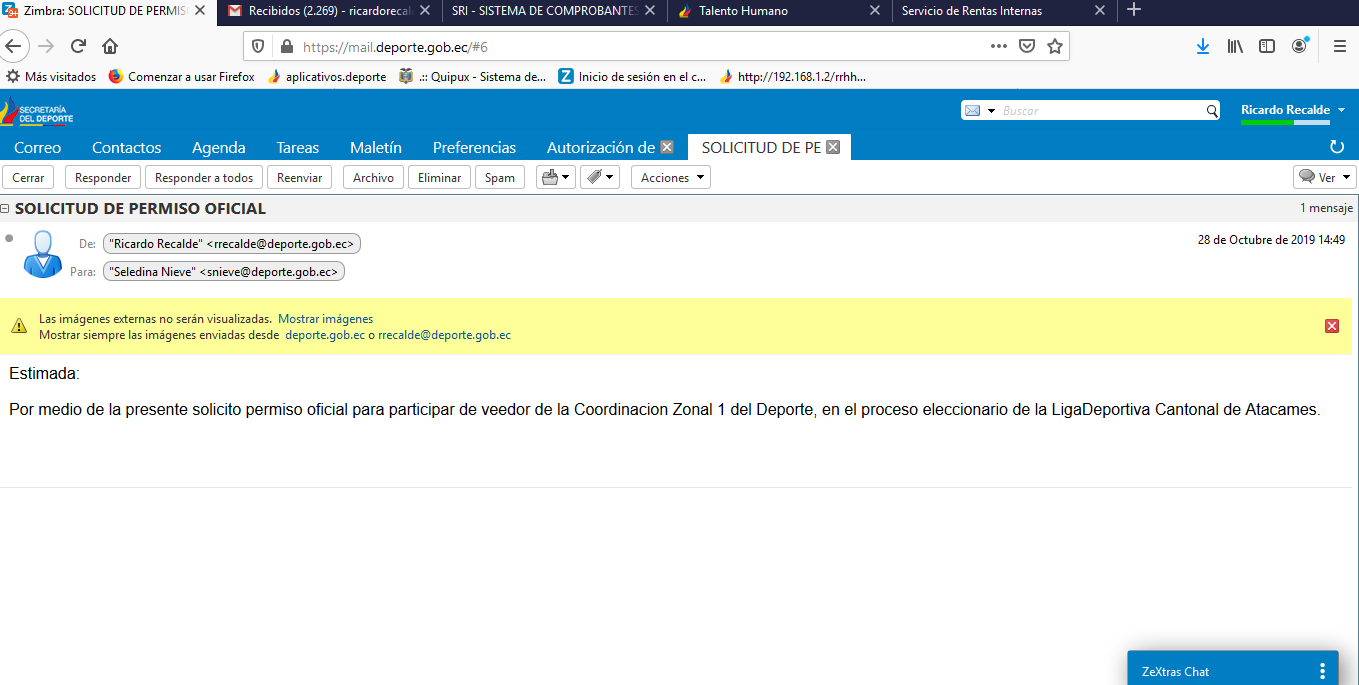 Zimbra: SOLICITUD DE PERMIS
Recibidos (2.269) - ricardorecal
SRI - SISTEMA DE COMPROBANTES
Talento Humano
Servicio de Rentas Internas
https://mail.deporte.gob.ec/#6
Más visitados
Comenzar a usar Firefox
aplicativos.deporte
.:: Quipux - Sistema de...
Inicio de sesión en el c...
http://192.168.1.2/rrhh...
SECRETARÍA
DEL DEPORTE
Buscar
Ricardo Recalde
Correo
Contactos
Agenda
Tareas
Maletín
Preferencias
Autorización de
SOLICITUD DE PE
Cerrar
Responder
Responder a todos
Reenviar
Archivo
Eliminar
Spam
Acciones
Ver
SOLICITUD DE PERMISO OFICIAL
1 mensaje
De: "Ricardo Recalde" <rrecalde@deporte.gob.ec>
28 de Octubre de 2019 14:49
Para: "Seledina Nieve" <snieve@deporte.gob.ec>
Las imágenes externas no serán visualizadas. Mostrar imágenes
Mostrar siempre las imágenes enviadas desde deporte.gob.ec o rrecalde@deporte.gob.ec
Estimada:
Por medio de la presente solicito permiso oficial para participar de veedor de la Coordinacion Zonal 1 del Deporte, en el proceso eleccionario de la LigaDeportiva Cantonal de Atacames.
ZeXtras Chat